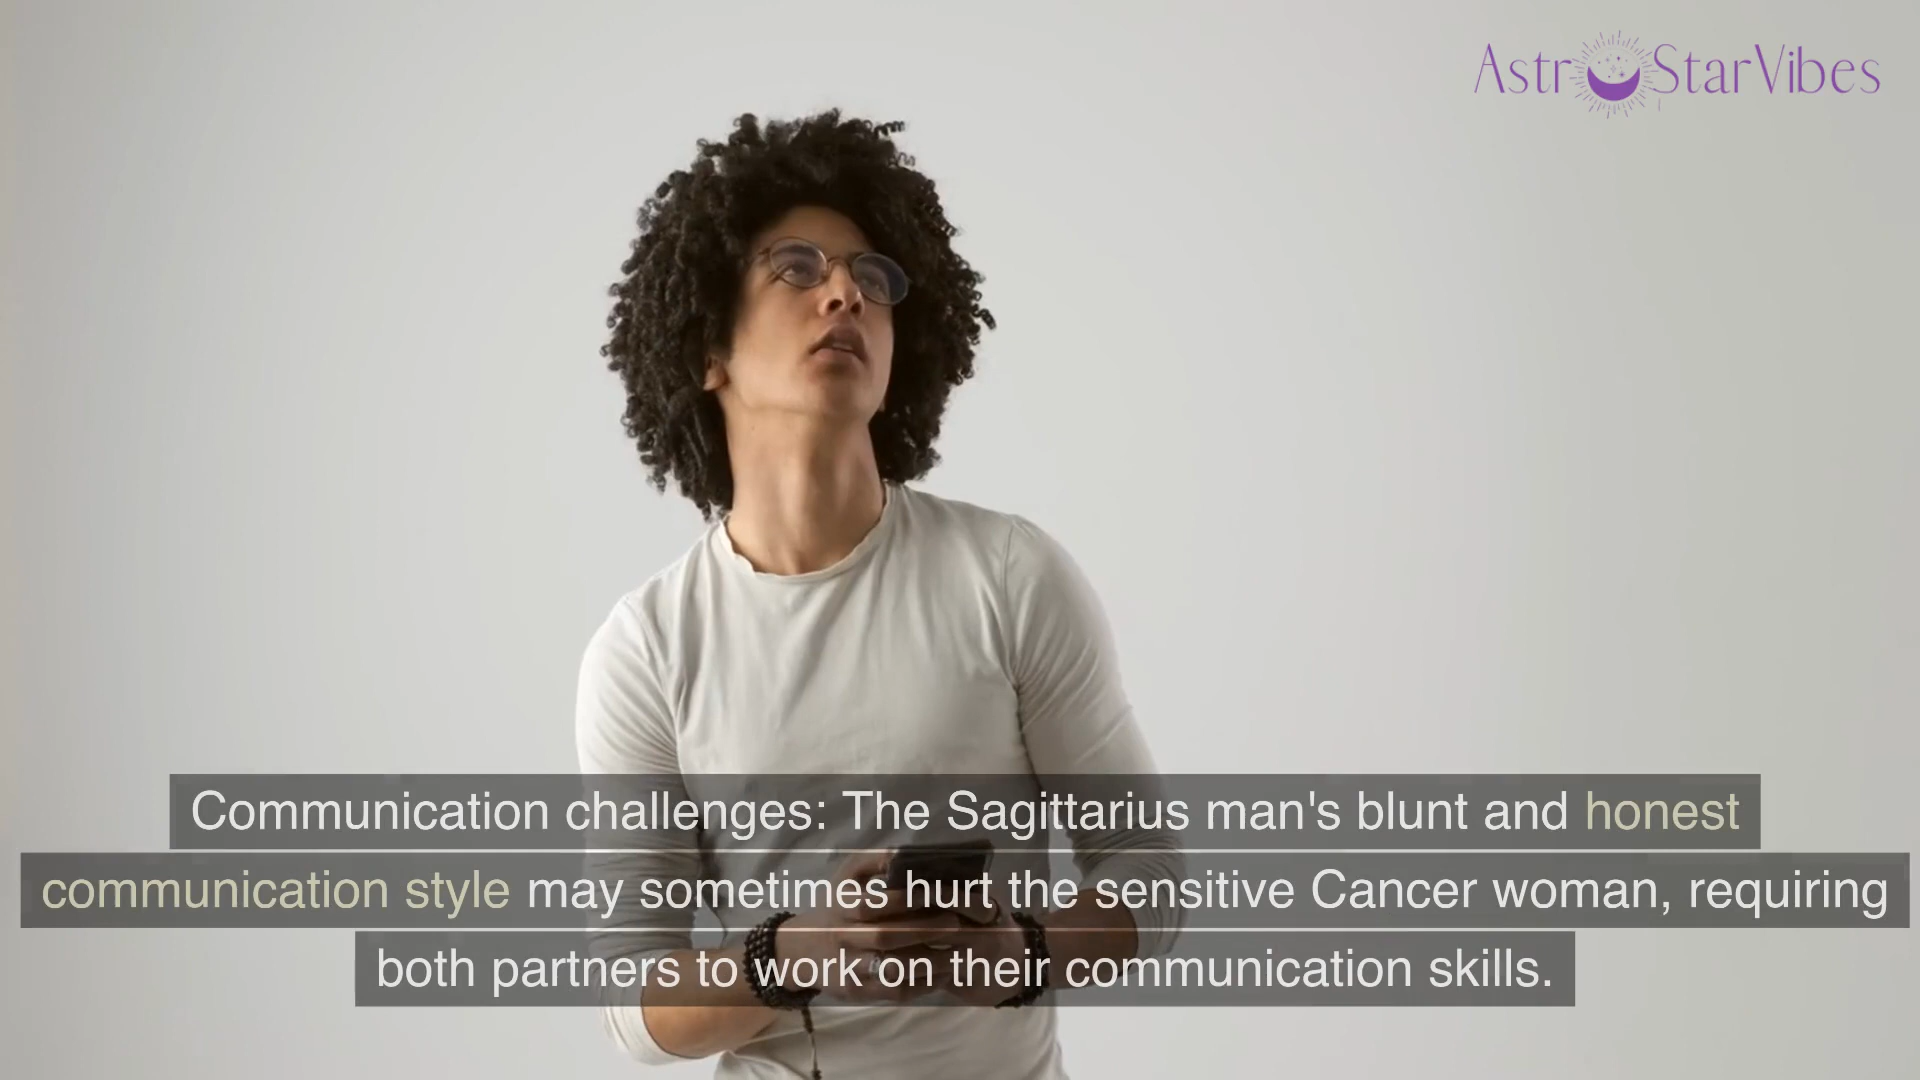 AstroStarVibes
Communication challenges: The Sagittarius man's blunt and honest
communication style may sometimes hurt the sensitive Cancer woman, requiring
both partners to work on their communication skills.